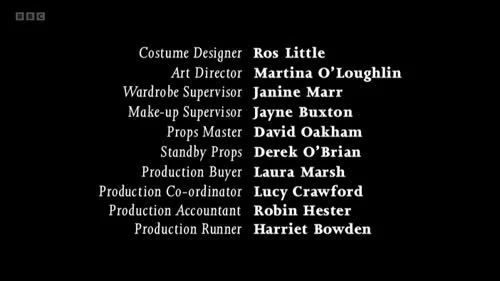 BBC
Costume Designer Ros Little
Art Director Martina O'Loughlin
Wardrobe Supervisor Janine Marr
Make-up Supervisor Jayne Buxton
Props Master David Oakham
Standby Props Derek O'Brian
Production Buyer Laura Marsh
Production Co-ordinator Lucy Crawford
Production Accountant Robin Hester
Production Runner Harriet Bowden